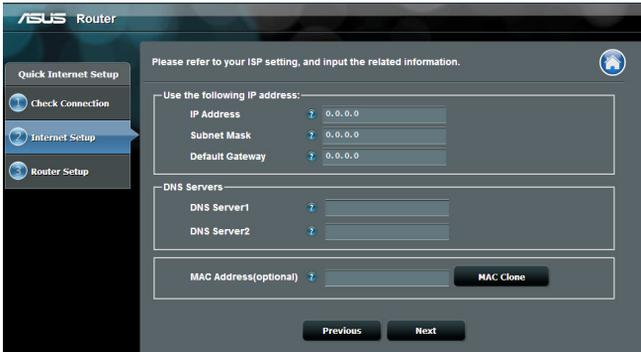 ASUS Router
Quick Internet Setup
1 Check Connection
2 Internet Setup
3 Router Setup
Please refer to your ISP setting, and input the related information.
Use the following IP address:
IP Address ? 0.0.0.0
Subnet Mask ? 0.0.0.0
Default Gateway ? 0.0.0.0
DNS Servers
DNS Server1 ?
DNS Server2 ?
MAC Address(optional) ? MAC Clone
Previous Next